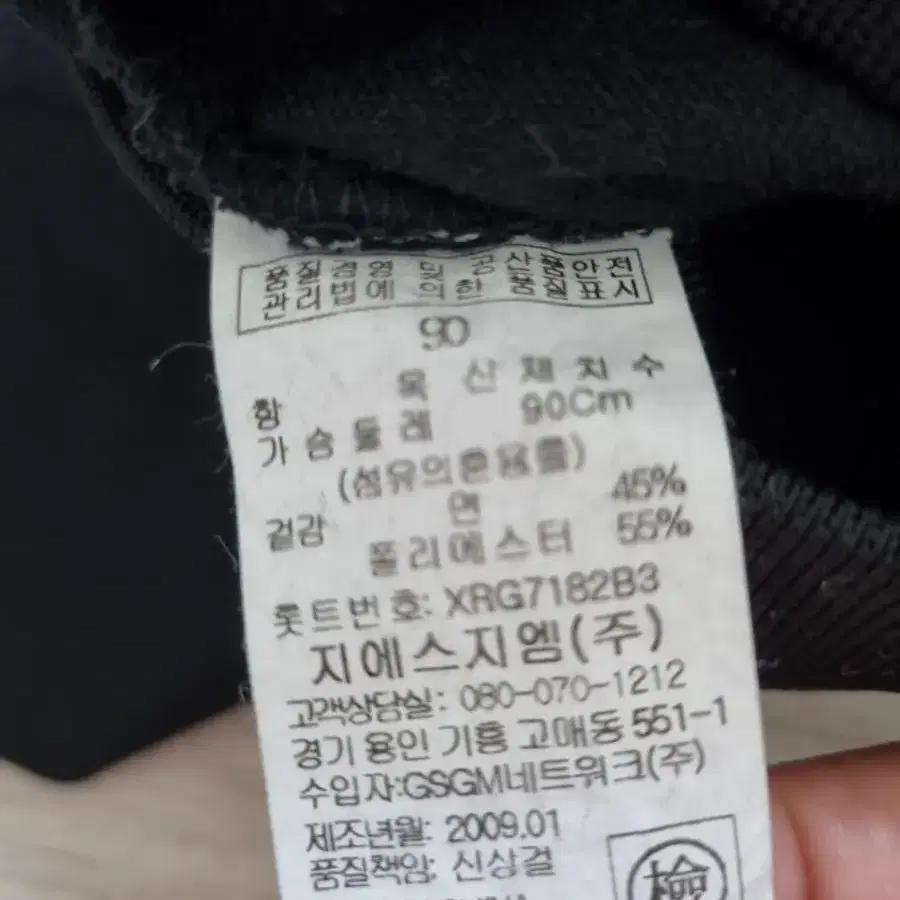 품질경영 및 공산품안전
관리법에 의한 품질표시
90
항 목 신체치수
가슴둘레 90Cm
(섬유의혼용률)
겉감 면 45%
폴리에스터 55%
롯트번호: XRG7182B3
지에스지엠(주)
고객상담실: 080-070-1212
경기 용인 기흥 고매동 551-1
수입자:GSGM네트워크(주)
제조년월: 2009.01
품질책임: 신상걸
檢